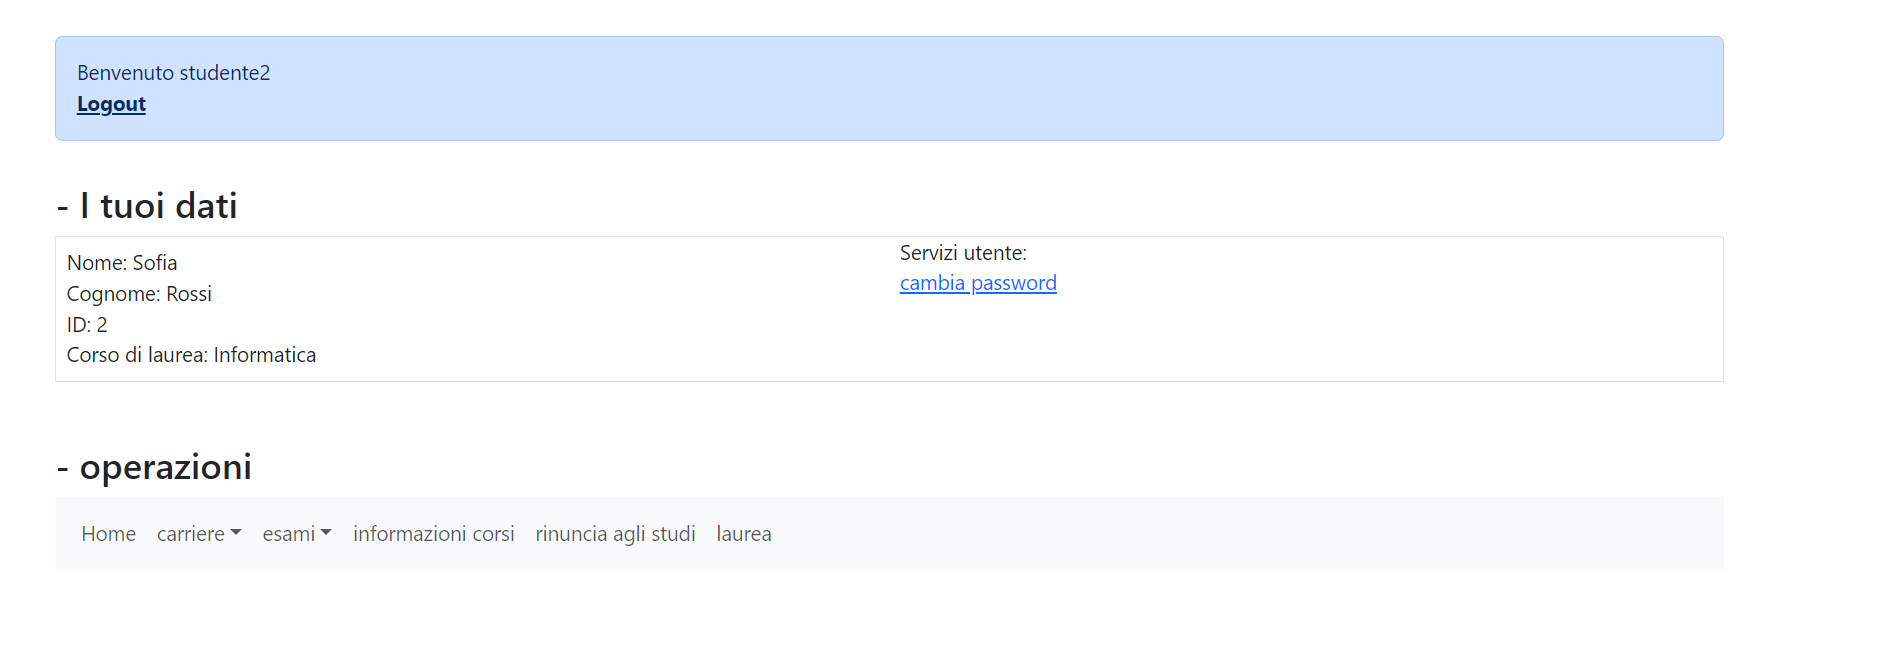 Benvenuto studente2
Logout
- I tuoi dati
Nome: Sofia
Cognome: Rossi
ID: 2
Corso di laurea: Informatica
Servizi utente:
cambia password
- operazioni
Home carriere esami informazioni corsi rinuncia agli studi laurea